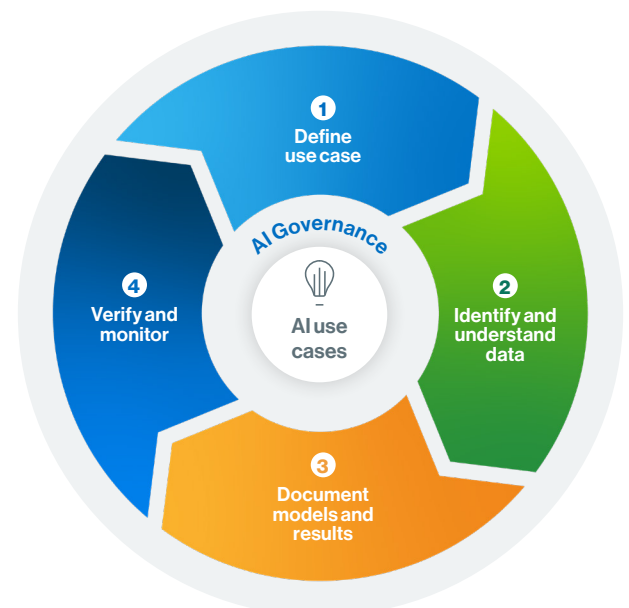 1
Define
use case
2
Identify and
understand
data
3
Document
models and
results
4
Verify and
monitor
AI Governance
AI use
cases